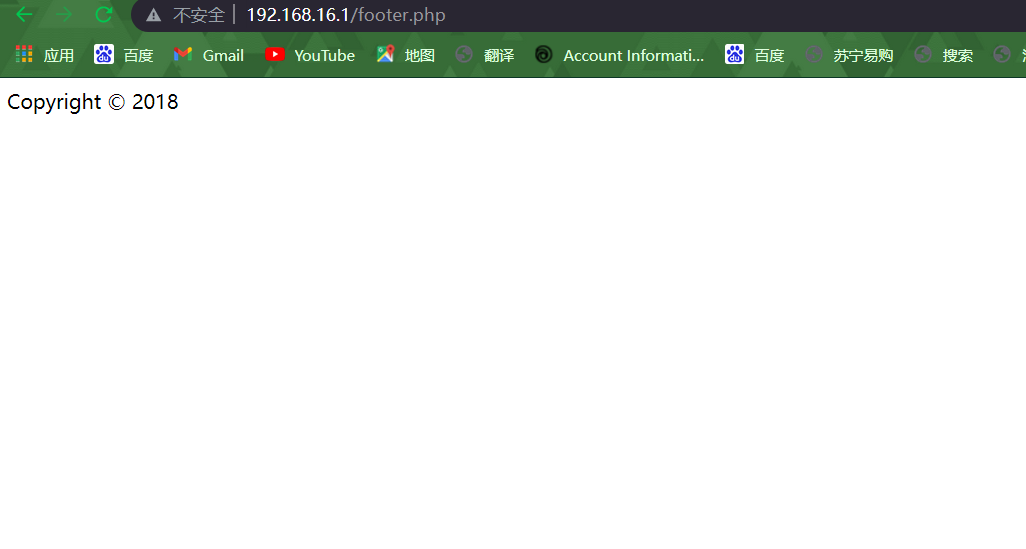 不安全 | 192.168.16.1/footer.php
应用 百度 Gmail YouTube 地图 翻译 Account Informati... 百度 苏宁易购 搜索
Copyright © 2018